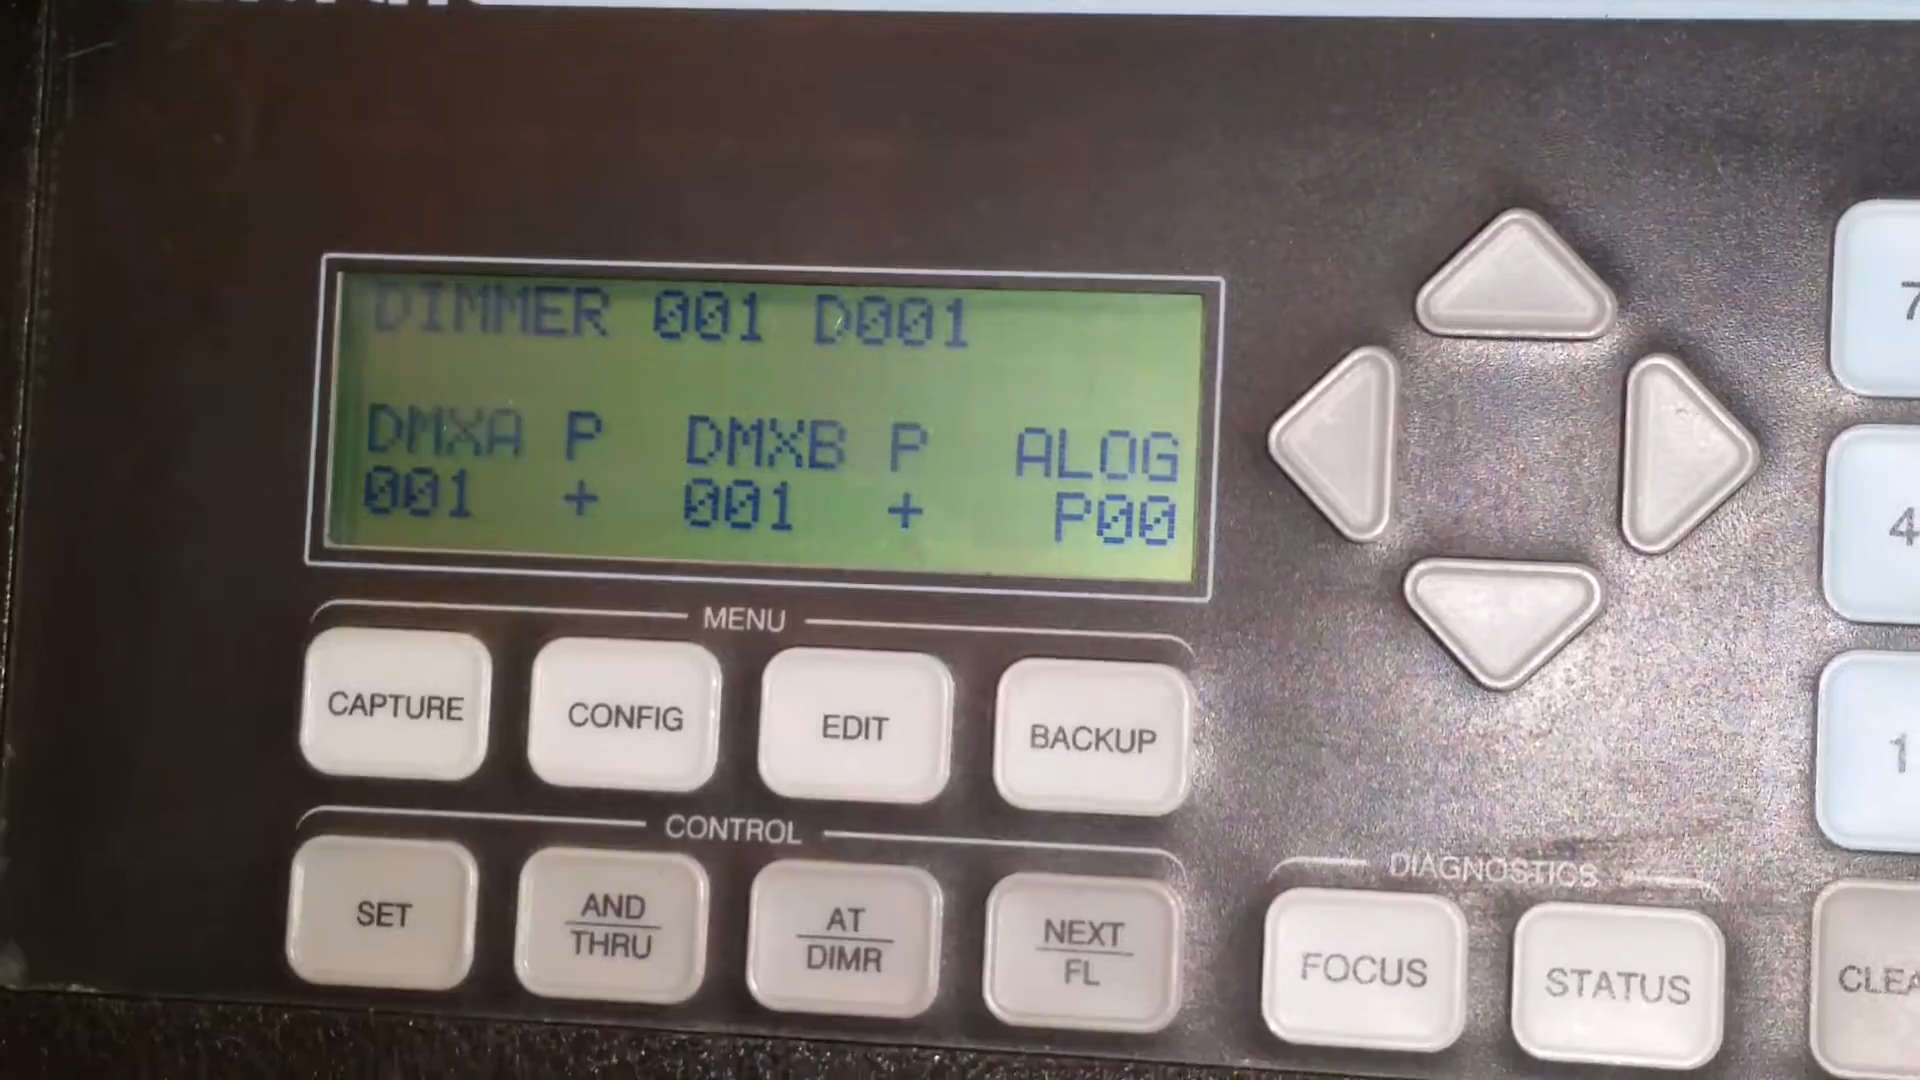 DIMMER 001 D001
DMXA P DMXB P ALOG
001 + 001 + P00
MENU
CAPTURE CONFIG EDIT BACKUP
CONTROL
SET AND THRU AT DIMR NEXT FL
DIAGNOSTICS
FOCUS STATUS
7
4
1